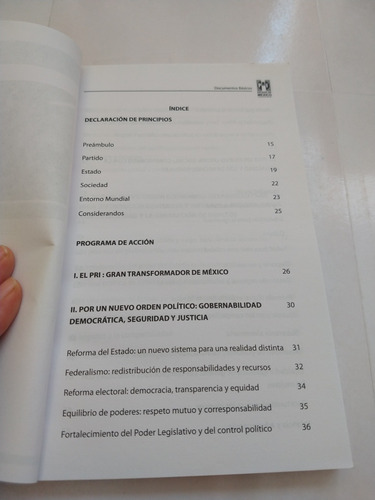 Documentos Básicos
MÉXICO
ÍNDICE
DECLARACIÓN DE PRINCIPIOS
Preámbulo 15
Partido 17
Estado 19
Sociedad 22
Entorno Mundial 23
Considerandos 25
PROGRAMA DE ACCIÓN
I. EL PRI : GRAN TRANSFORMADOR DE MÉXICO 26
II. POR UN NUEVO ORDEN POLÍTICO: GOBERNABILIDAD 30
DEMOCRÁTICA, SEGURIDAD Y JUSTICIA
Reforma del Estado: un nuevo sistema para una realidad distinta 31
Federalismo: redistribución de responsabilidades y recursos 32
Reforma electoral: democracia, transparencia y equidad 34
Equilibrio de poderes: respeto mutuo y corresponsabilidad 35
Fortalecimiento del Poder Legislativo y del control político 36